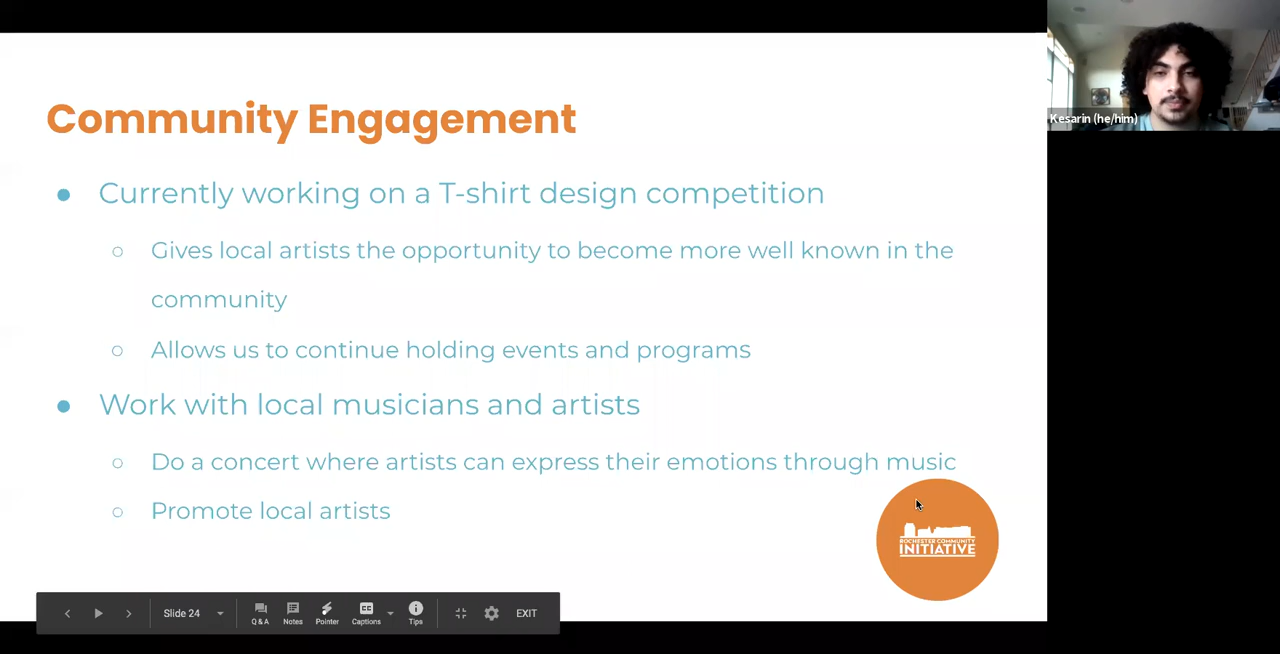 Community Engagement
Kesarin (he/him)
● Currently working on a T-shirt design competition
○ Gives local artists the opportunity to become more well known in the
community
○ Allows us to continue holding events and programs
● Work with local musicians and artists
○ Do a concert where artists can express their emotions through music
○ Promote local artists
ROCHESTER COMMUNITY
INITIATIVE
Slide 24
Q & A
Notes
Pointer
CC
Captions
Tips
EXIT